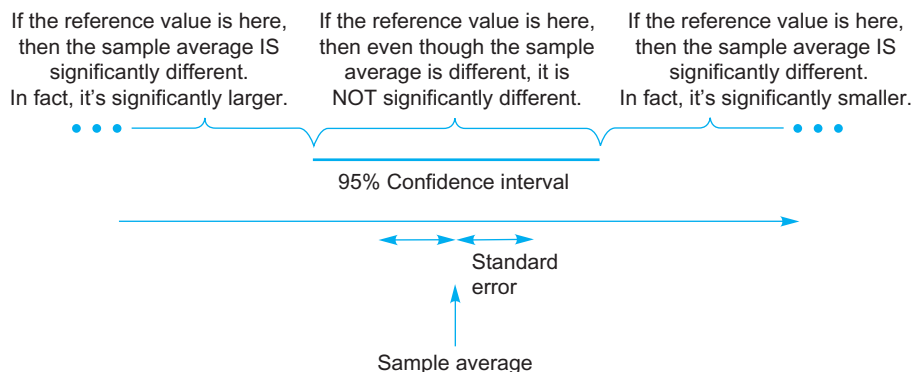 If the reference value is here,
then the sample average IS
significantly different.
In fact, it's significantly larger.
If the reference value is here,
then even though the sample
average is different, it is
NOT significantly different.
If the reference value is here,
then the sample average IS
significantly different.
In fact, it's significantly smaller.
95% Confidence interval
Standard
error
Sample average